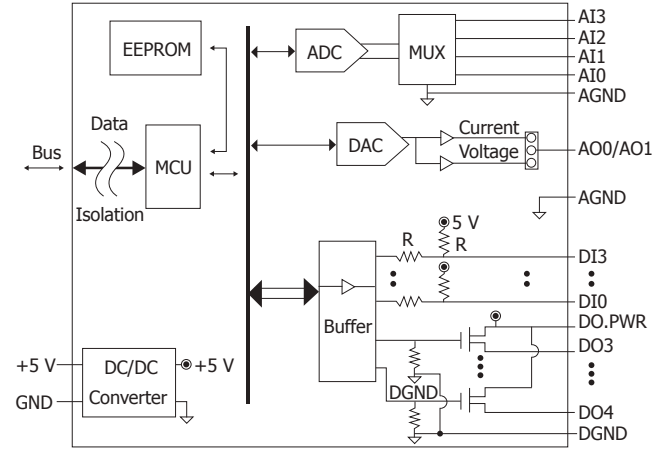 AI3
EEPROM
ADC
MUX
AI2
AI1
AI0
AGND
Data
DAC
Current
Bus
MCU
Voltage
AO0/AO1
Isolation
AGND
5 V
R
R
DI3
Buffer
DI0
DO.PWR
+5 V
DC/DC
+5 V
DO3
GND
Converter
DGND
DO4
DGND